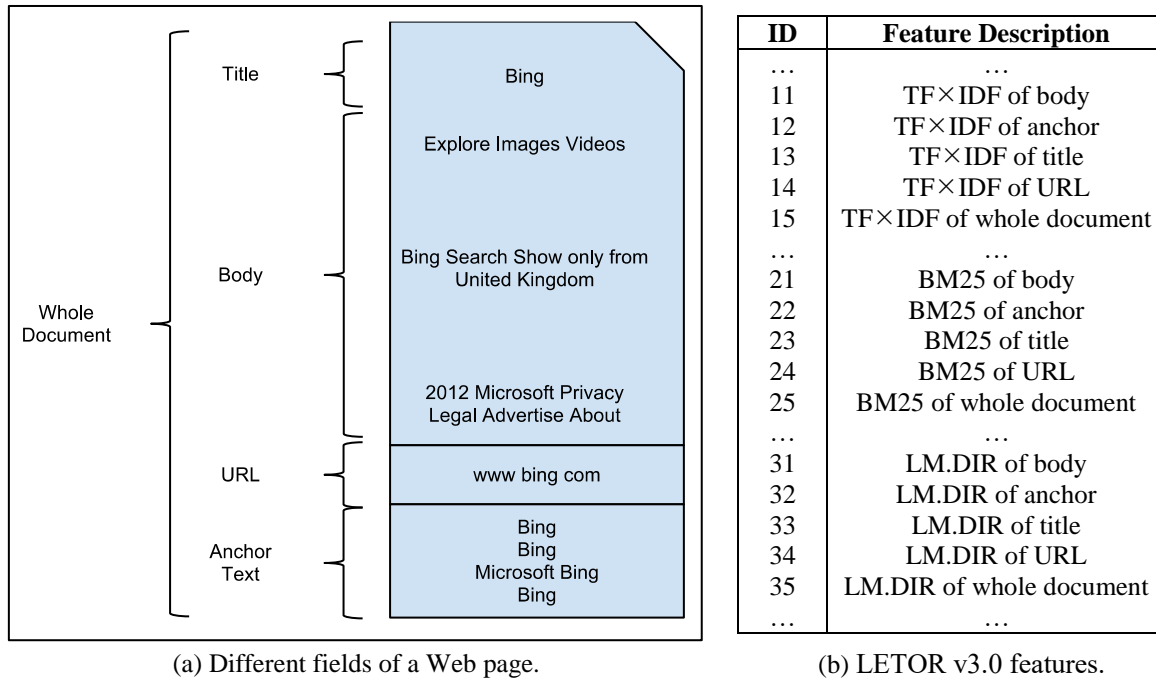 Whole
Document
Title
Body
URL
Anchor
Text
Bing
Explore Images Videos
Bing Search Show only from
United Kingdom
2012 Microsoft Privacy
Legal Advertise About
www bing com
Bing
Bing
Microsoft Bing
Bing
(a) Different fields of a Web page.
ID Feature Description
... ...
11 TF×IDF of body
12 TF×IDF of anchor
13 TF×IDF of title
14 TF×IDF of URL
15 TF×IDF of whole document
... ...
21 BM25 of body
22 BM25 of anchor
23 BM25 of title
24 BM25 of URL
25 BM25 of whole document
... ...
31 LM.DIR of body
32 LM.DIR of anchor
33 LM.DIR of title
34 LM.DIR of URL
35 LM.DIR of whole document
... ...
(b) LETOR v3.0 features.